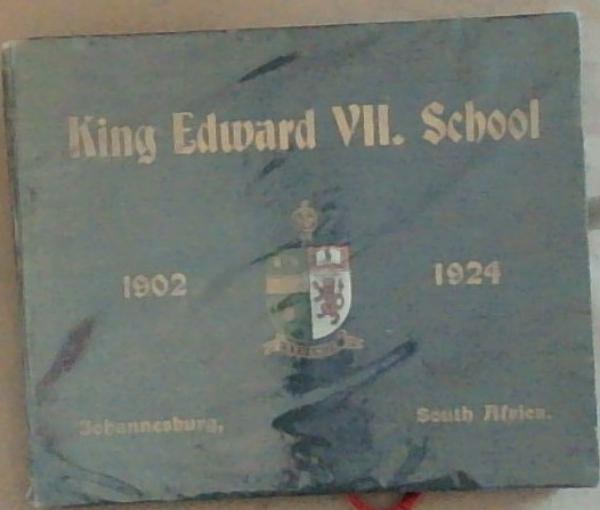 King Edward VII. School
1902 1924
Johannesburg, South Africa.